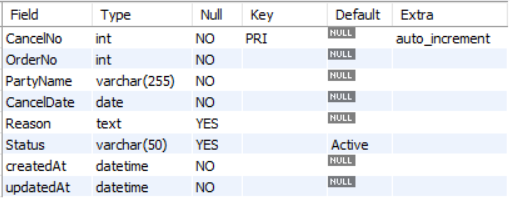 Field Type Null Key Default Extra
CancelNo int NO PRI NULL auto_increment
OrderNo int NO NULL
PartyName varchar(255) NO NULL
CancelDate date NO NULL
Reason text YES NULL
Status varchar(50) YES Active
createdAt datetime NO NULL
updatedAt datetime NO NULL